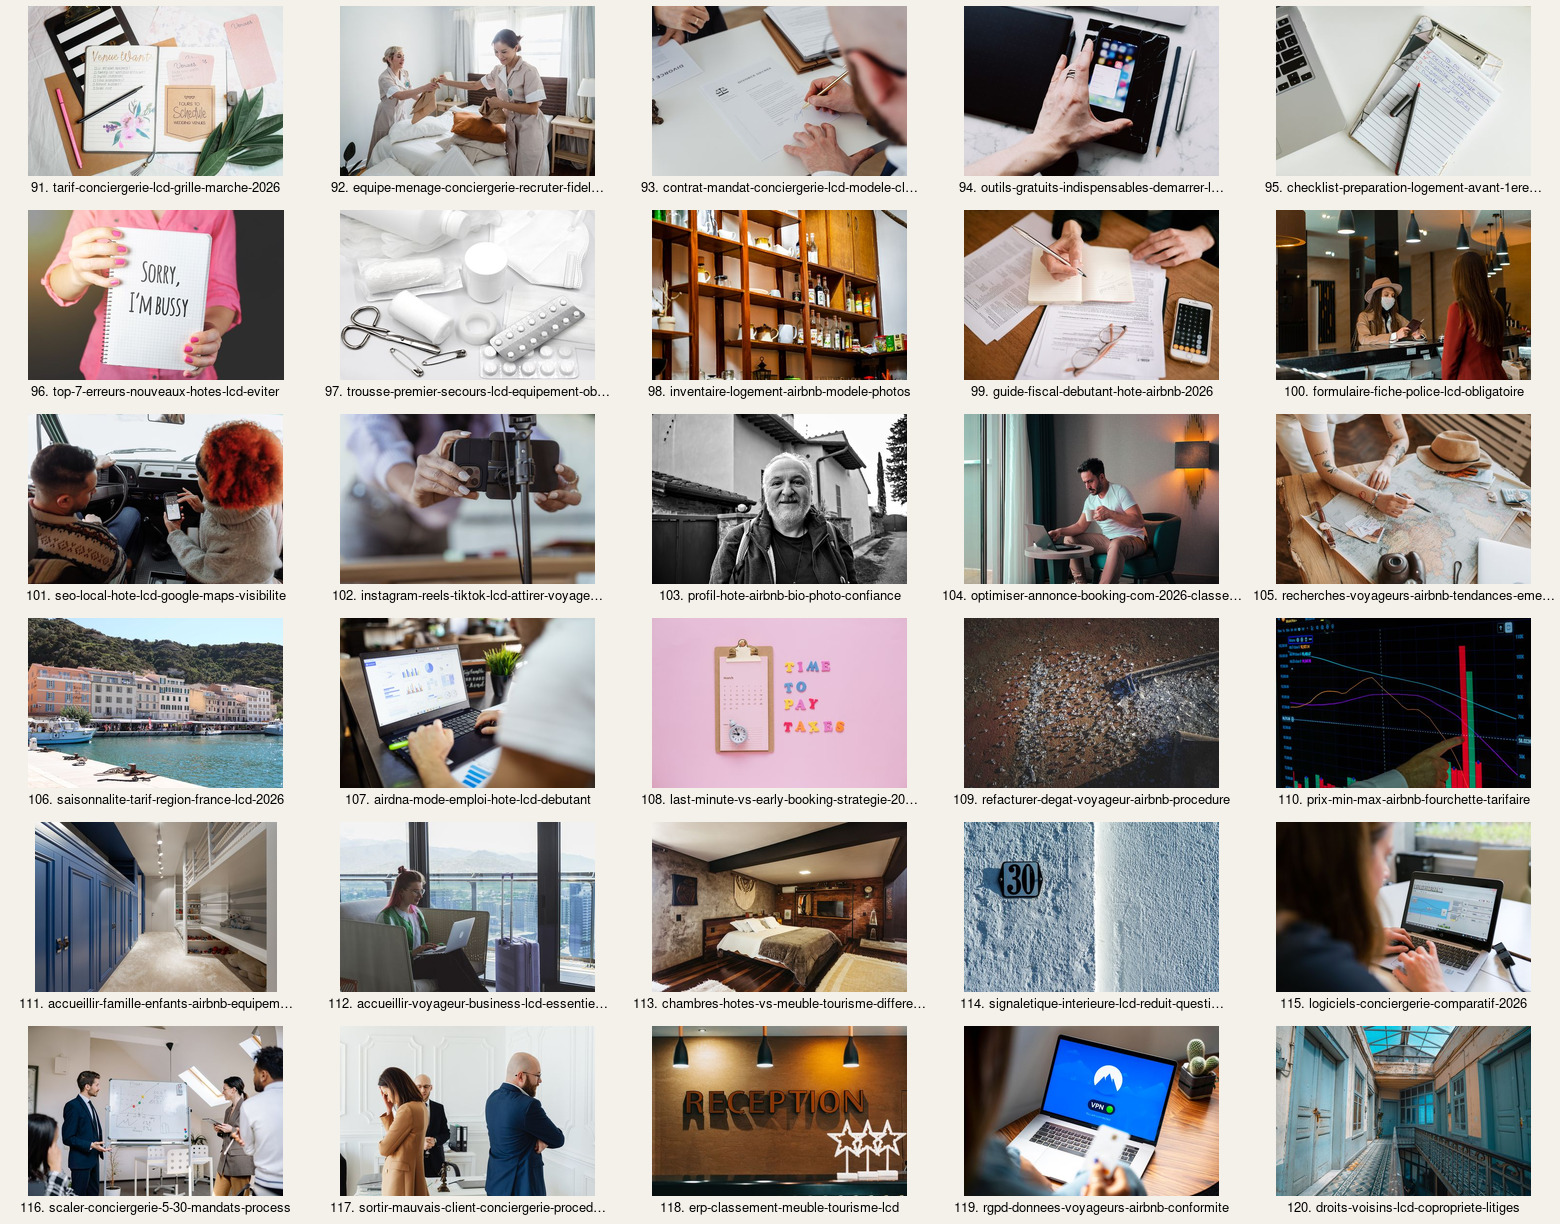 Venue Want
TOURS TO
Schedule
WEDDING VENUES
91. tarif-conciergerie-lcd-grille-marche-2026
92. equipe-menage-conciergerie-recruter-fidel…
DIVORCE
93. contrat-mandat-conciergerie-lcd-modele-cl…
94. outils-gratuits-indispensables-demarrer-l…
95. checklist-preparation-logement-avant-1ere…
SORRY,
I'M BUSSY
96. top-7-erreurs-nouveaux-hotes-lcd-eviter
97. trousse-premier-secours-lcd-equipement-ob…
98. inventaire-logement-airbnb-modele-photos
99. guide-fiscal-debutant-hote-airbnb-2026
100. formulaire-fiche-police-lcd-obligatoire
101. seo-local-hote-lcd-google-maps-visibilite
102. instagram-reels-tiktok-lcd-attirer-voyage…
103. profil-hote-airbnb-bio-photo-confiance
104. optimiser-annonce-booking-com-2026-classe…
105. recherches-voyageurs-airbnb-tendances-eme…
106. saisonnalite-tarif-region-france-lcd-2026
107. airdna-mode-emploi-hote-lcd-debutant
TIME
TO
PAY
TAXES
108. last-minute-vs-early-booking-strategie-20…
109. refacturer-degat-voyageur-airbnb-procedure
110. prix-min-max-airbnb-fourchette-tarifaire
111. accueillir-famille-enfants-airbnb-equipem…
112. accueillir-voyageur-business-lcd-essentie…
113. chambres-hotes-vs-meuble-tourisme-differe…
30
114. signaletique-interieure-lcd-reduit-questi…
115. logiciels-conciergerie-comparatif-2026
116. scaler-conciergerie-5-30-mandats-process
117. sortir-mauvais-client-conciergerie-proced…
RECEPTION
118. erp-classement-meuble-tourisme-lcd
VPN
119. rgpd-donnees-voyageurs-airbnb-conformite
120. droits-voisins-lcd-copropriete-litiges